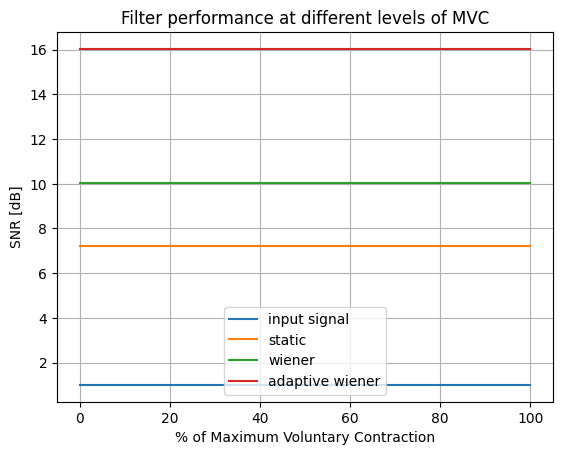 Filter performance at different levels of MVC
SNR [dB]
16
14
12
10
8
6
4
2
input signal
static
wiener
adaptive wiener
0 20 40 60 80 100
% of Maximum Voluntary Contraction